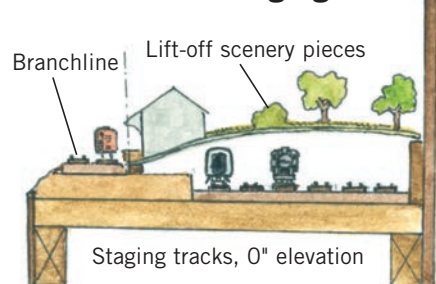 Branchline
Lift-off scenery pieces
Staging tracks, 0" elevation